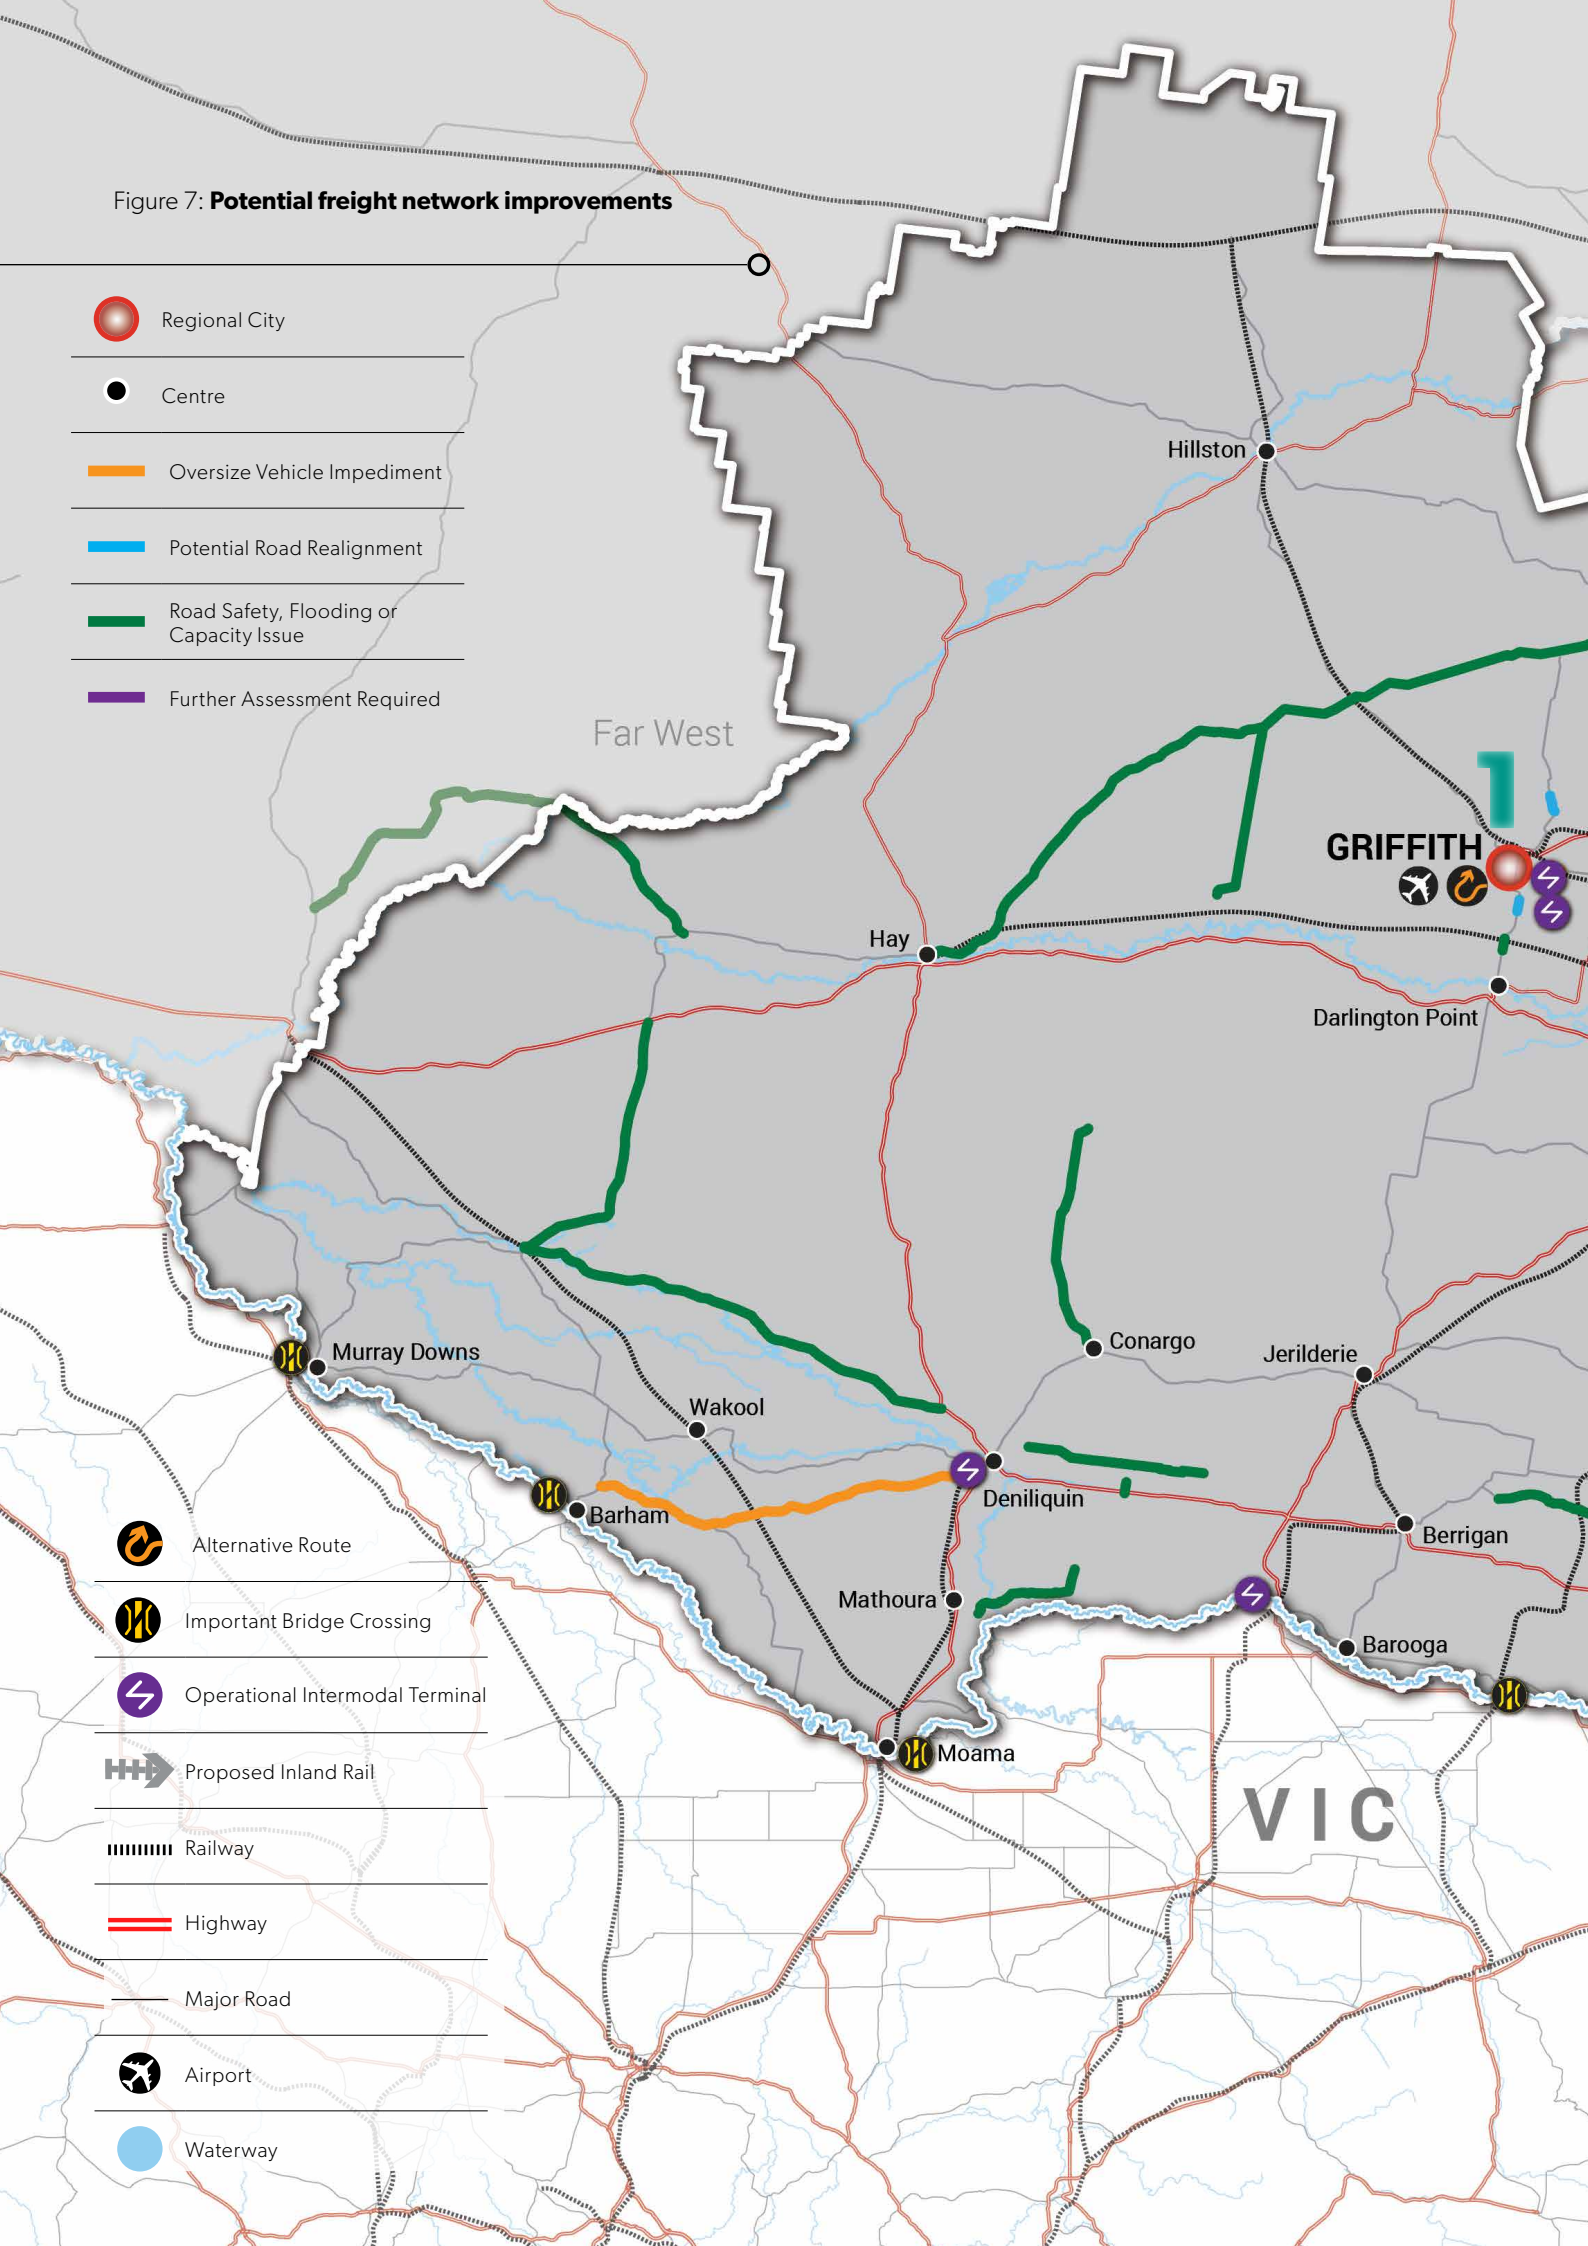 Figure 7: Potential freight network improvements
Regional City
Centre
Oversize Vehicle Impediment
Potential Road Realignment
Road Safety, Flooding or
Capacity Issue
Further Assessment Required
Far West
Hillston
1
GRIFFITH
Hay
Darlington Point
Conargo
Jerilderie
Murray Downs
Wakool
Deniliquin
Barham
Berrigan
Mathoura
Barooga
Moama
VIC
Alternative Route
Important Bridge Crossing
Operational Intermodal Terminal
Proposed Inland Rail
Railway
Highway
Major Road
Airport
Waterway